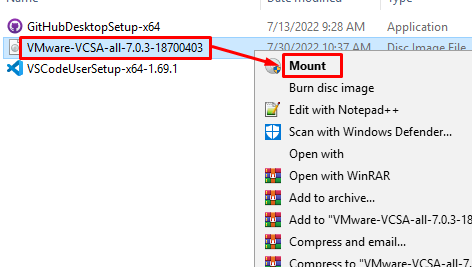 Name Date modified Type
GitHubDesktopSetup-x64 7/13/2022 9:28 AM Application
VMware-VCSA-all-7.0.3-18700403 7/30/2022 10:37 AM Disc Image File
VSCodeUserSetup-x64-1.69.1
Mount
Burn disc image
Edit with Notepad++
Scan with Windows Defender...
Open with
Open with WinRAR
Add to archive...
Add to "VMware-VCSA-all-7.0.3-18
Compress and email...
Compress to "VMware-VCSA-all-7.0